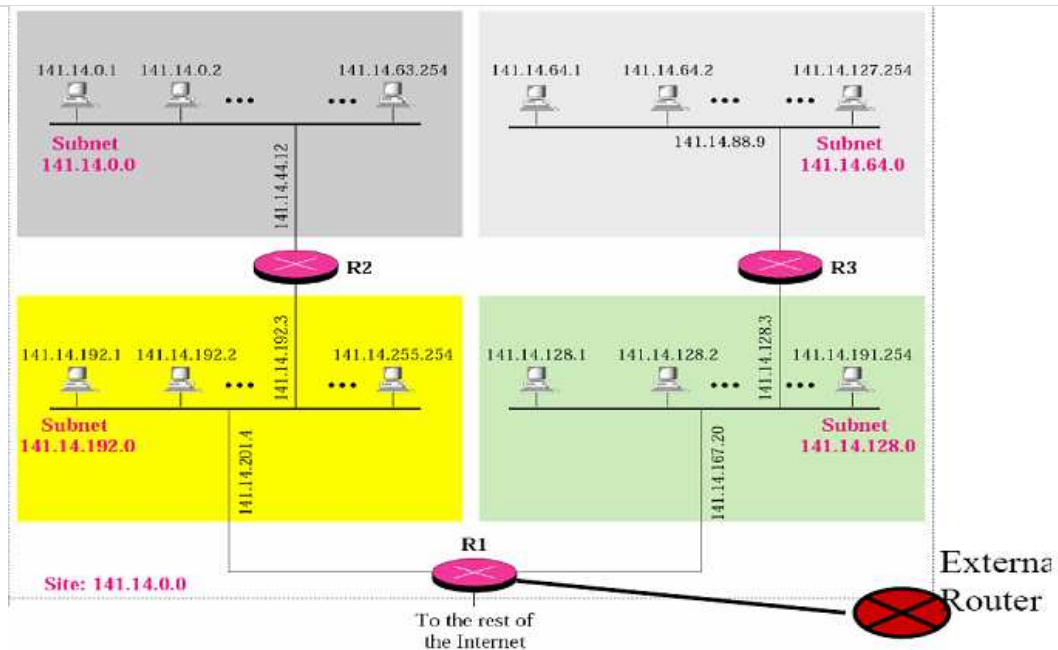 141.14.0.1 141.14.0.2 141.14.63.254
Subnet
141.14.0.0
141.14.44.12
R2
141.14.64.1 141.14.64.2 141.14.127.254
141.14.88.9
Subnet
141.14.64.0
R3
141.14.192.1 141.14.192.2 141.14.255.254
141.14.192.3
Subnet
141.14.192.0
141.14.201.4
141.14.128.1 141.14.128.2 141.14.191.254
141.14.128.3
Subnet
141.14.128.0
141.14.167.20
R1
Site: 141.14.0.0
To the rest of
the Internet
Externa
Router